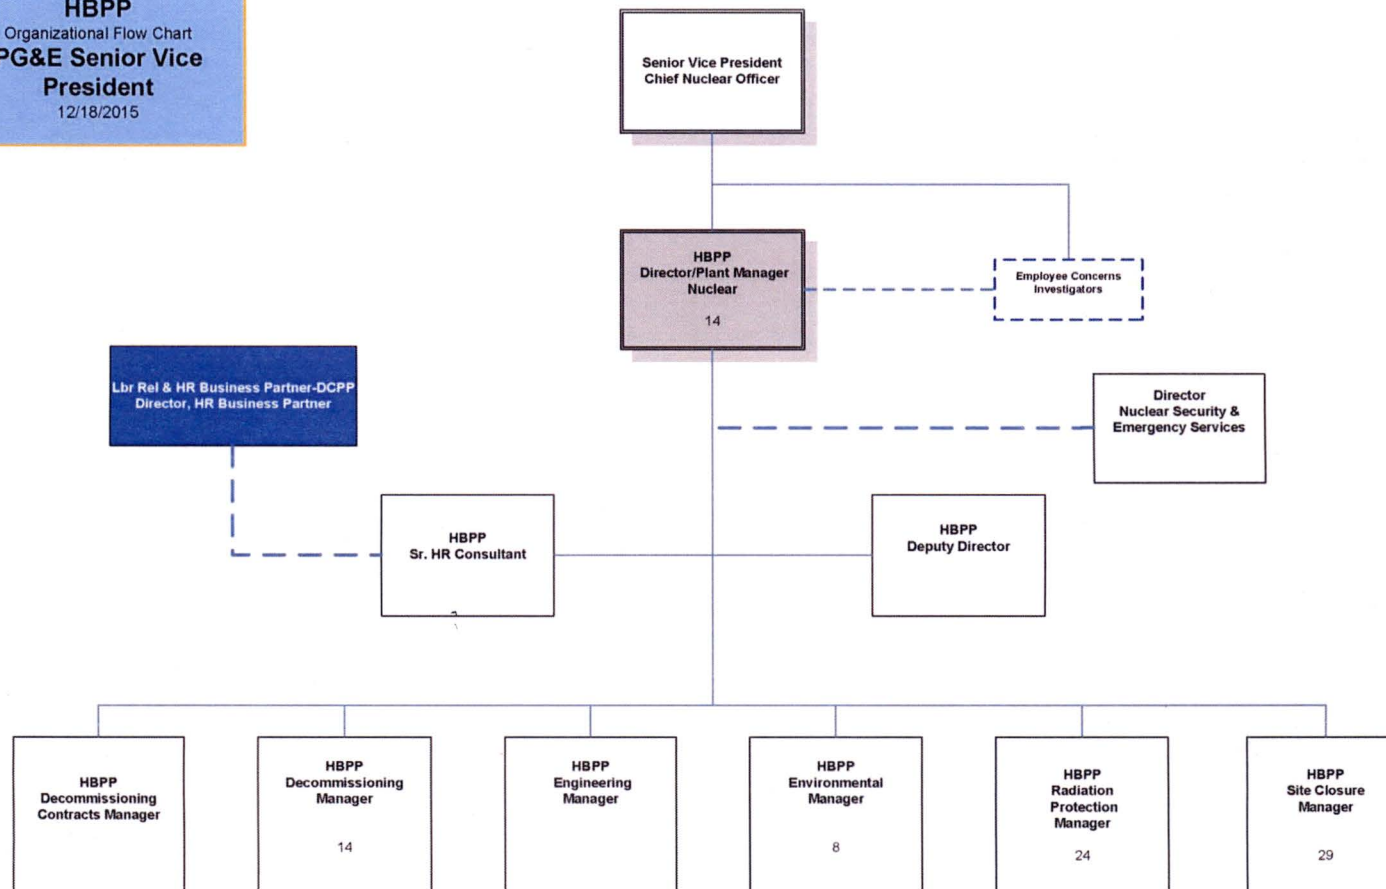 HBPP
Organizational Flow Chart
PG&E Senior Vice
President
12/18/2015
Senior Vice President
Chief Nuclear Officer
HBPP
Director/Plant Manager
Nuclear
14
Employee Concerns
Investigators
Lbr Rel & HR Business Partner-DCPP
Director, HR Business Partner
Director
Nuclear Security &
Emergency Services
HBPP
Sr. HR Consultant
HBPP
Deputy Director
HBPP
Decommissioning
Contracts Manager
HBPP
Decommissioning
Manager
14
HBPP
Engineering
Manager
HBPP
Environmental
Manager
8
HBPP
Radiation
Protection
Manager
24
HBPP
Site Closure
Manager
29